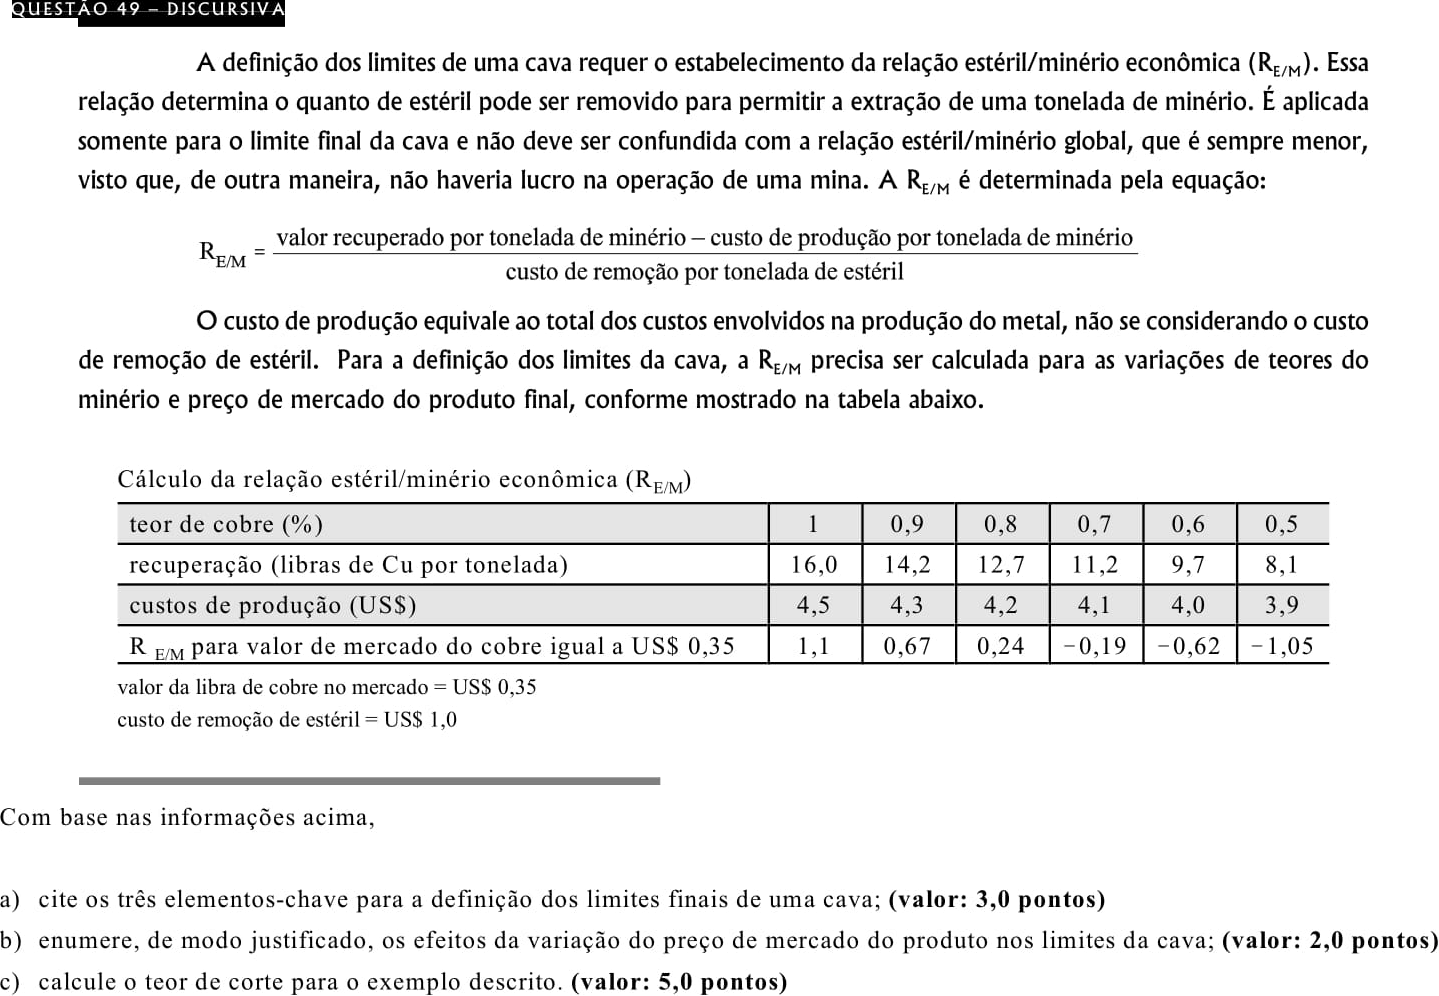 QUESTÃO 49 – DISCURSIVA
A definição dos limites de uma cava requer o estabelecimento da relação estéril/minério econômica (R_E/M). Essa
relação determina o quanto de estéril pode ser removido para permitir a extração de uma tonelada de minério. É aplicada
somente para o limite final da cava e não deve ser confundida com a relação estéril/minério global, que é sempre menor,
visto que, de outra maneira, não haveria lucro na operação de uma mina. A R_E/M é determinada pela equação:
R_E/M = valor recuperado por tonelada de minério – custo de produção por tonelada de minério
custo de remoção por tonelada de estéril
O custo de produção equivale ao total dos custos envolvidos na produção do metal, não se considerando o custo
de remoção de estéril. Para a definição dos limites da cava, a R_E/M precisa ser calculada para as variações de teores do
minério e preço de mercado do produto final, conforme mostrado na tabela abaixo.
Cálculo da relação estéril/minério econômica (R_E/M)
teor de cobre (%) 1 0,9 0,8 0,7 0,6 0,5
recuperação (libras de Cu por tonelada) 16,0 14,2 12,7 11,2 9,7 8,1
custos de produção (US$) 4,5 4,3 4,2 4,1 4,0 3,9
R_E/M para valor de mercado do cobre igual a US$ 0,35 1,1 0,67 0,24 –0,19 –0,62 –1,05
valor da libra de cobre no mercado = US$ 0,35
custo de remoção de estéril = US$ 1,0
Com base nas informações acima,
a) cite os três elementos-chave para a definição dos limites finais de uma cava; (valor: 3,0 pontos)
b) enumere, de modo justificado, os efeitos da variação do preço de mercado do produto nos limites da cava; (valor: 2,0 pontos)
c) calcule o teor de corte para o exemplo descrito. (valor: 5,0 pontos)